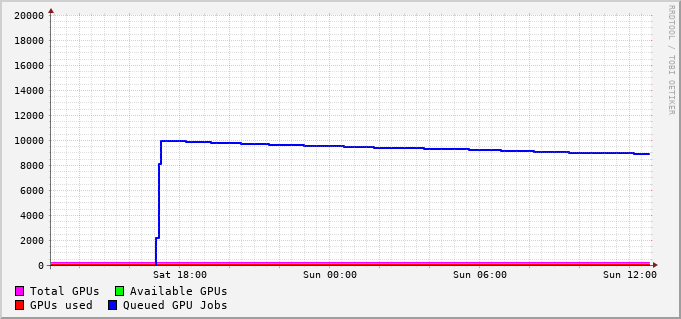 20000
18000
16000
14000
12000
10000
8000
6000
4000
2000
0
Sat 18:00 Sun 00:00 Sun 06:00 Sun 12:00
Total GPUs Available GPUs
GPUs used Queued GPU Jobs
RRDTOOL / TOBI OETIKER